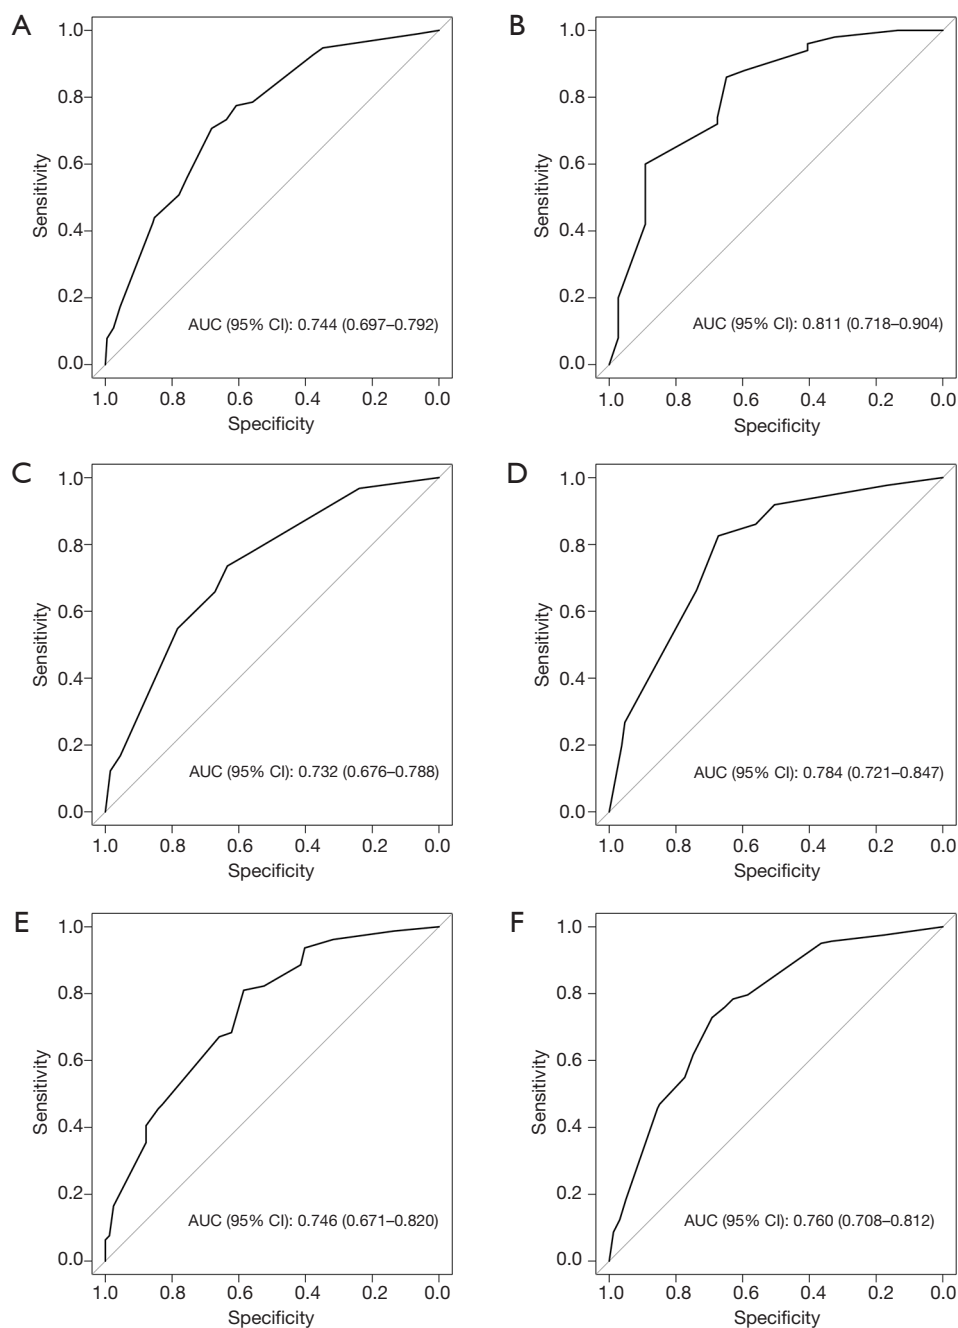 A
1.0
0.8
0.6
0.4
0.2
0.0
Sensitivity
AUC (95% CI): 0.744 (0.697–0.792)
1.0 0.8 0.6 0.4 0.2 0.0
Specificity
B
1.0
0.8
0.6
0.4
0.2
0.0
Sensitivity
AUC (95% CI): 0.811 (0.718–0.904)
1.0 0.8 0.6 0.4 0.2 0.0
Specificity
C
1.0
0.8
0.6
0.4
0.2
0.0
Sensitivity
AUC (95% CI): 0.732 (0.676–0.788)
1.0 0.8 0.6 0.4 0.2 0.0
Specificity
D
1.0
0.8
0.6
0.4
0.2
0.0
Sensitivity
AUC (95% CI): 0.784 (0.721–0.847)
1.0 0.8 0.6 0.4 0.2 0.0
Specificity
E
1.0
0.8
0.6
0.4
0.2
0.0
Sensitivity
AUC (95% CI): 0.746 (0.671–0.820)
1.0 0.8 0.6 0.4 0.2 0.0
Specificity
F
1.0
0.8
0.6
0.4
0.2
0.0
Sensitivity
AUC (95% CI): 0.760 (0.708–0.812)
1.0 0.8 0.6 0.4 0.2 0.0
Specificity